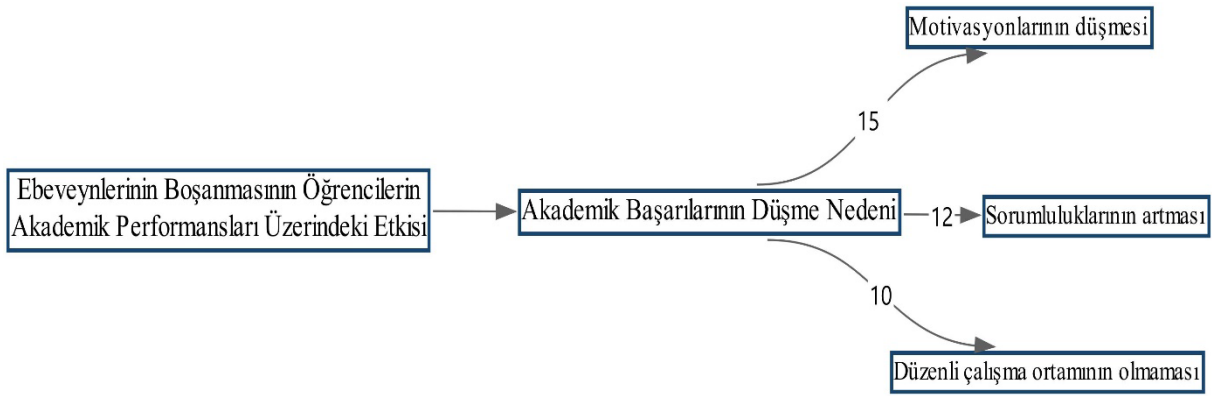 Motivasyonlarının düşmesi
15
Ebeveynlerinin Boşanmasının Öğrencilerin
Akademik Performansları Üzerindeki Etkisi
Akademik Başarılarının Düşme Nedeni
12
Sorumluluklarının artması
10
Düzenli çalışma ortamının olmaması